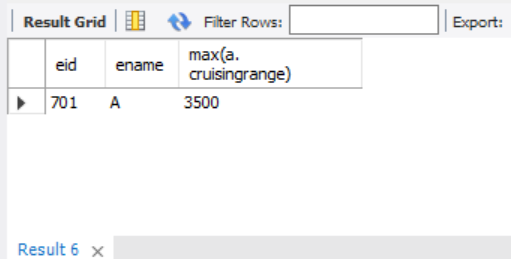 Result Grid Filter Rows: Export:
eid ename max(a.
cruisingrange)
701 A 3500
Result 6